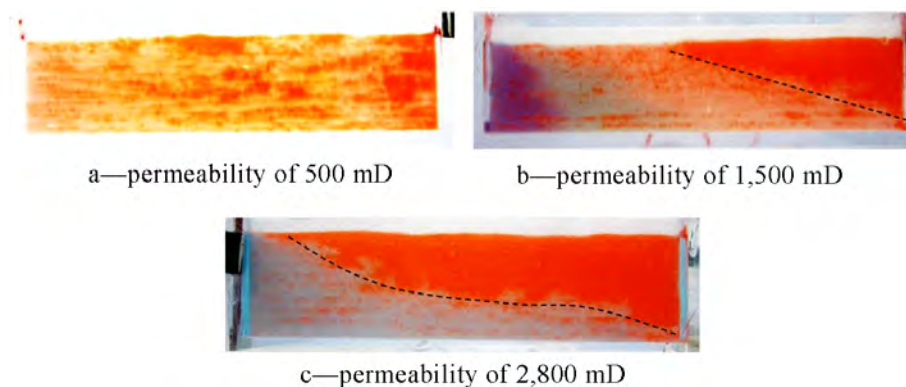 a—permeability of 500 mD
b—permeability of 1,500 mD
c—permeability of 2,800 mD